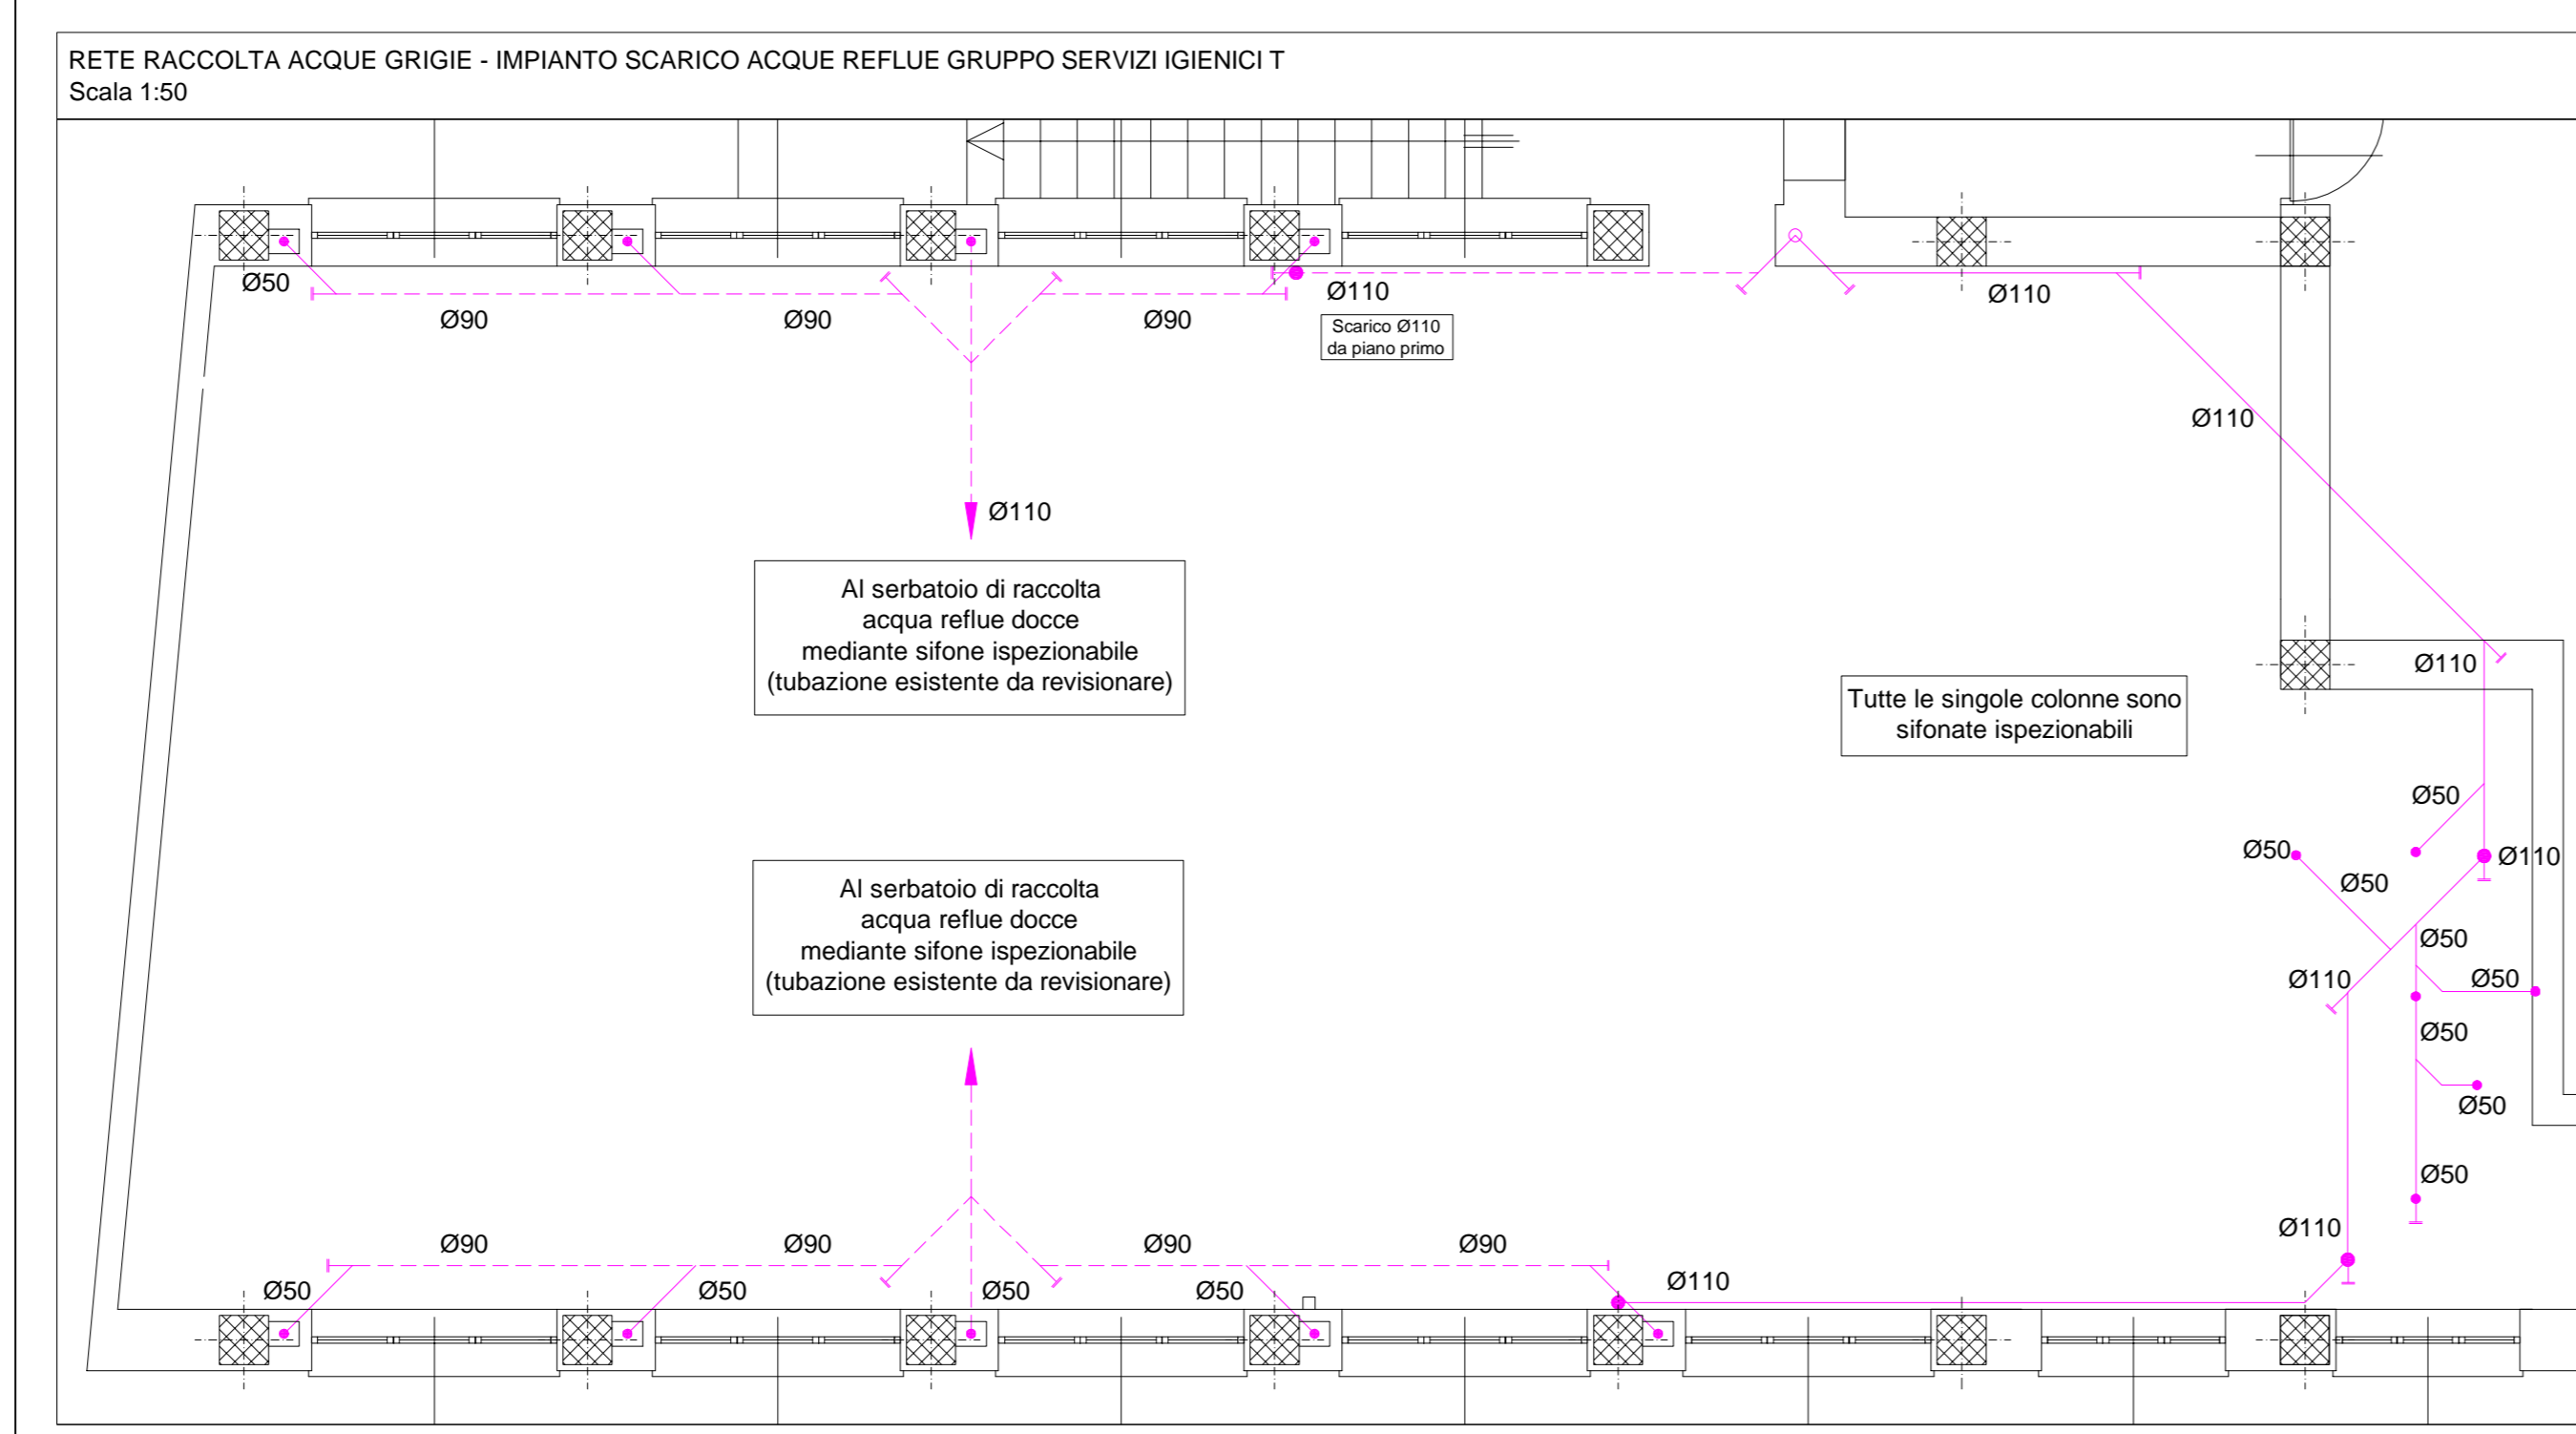 RETE RACCOLTA ACQUE GRIGIE - IMPIANTO SCARICO ACQUE REFLUE GRUPPO SERVIZI IGIENICI T
Scala 1:50
Ø50
Ø90
Ø90
Ø90
Ø110
Scarico Ø110
da piano primo
Ø110
Ø110
Ø110
Al serbatoio di raccolta
acqua reflue docce
mediante sifone ispezionabile
(tubazione esistente da revisionare)
Tutte le singole colonne sono
sifonate ispezionabili
Ø110
Ø50
Ø50
Ø110
Ø50
Al serbatoio di raccolta
acqua reflue docce
mediante sifone ispezionabile
(tubazione esistente da revisionare)
Ø50
Ø110
Ø50
Ø50
Ø50
Ø50
Ø110
Ø90
Ø90
Ø90
Ø90
Ø50
Ø50
Ø50
Ø50
Ø110